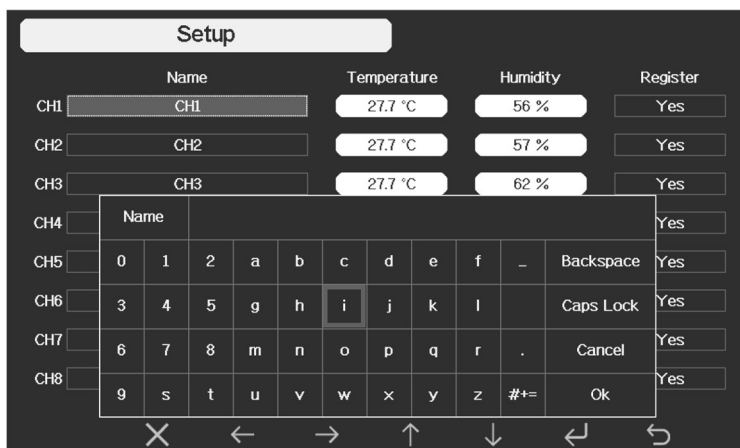 Setup
Name Temperature Humidity Register
CH1 CH1 27.7 °C 56 % Yes
CH2 CH2 27.7 °C 57 % Yes
CH3 CH3 27.7 °C 62 % Yes
CH4 Name Yes
CH5 0 1 2 a b c d e f _ Backspace Yes
CH6 3 4 5 g h i j k l Caps Lock Yes
CH7 6 7 8 m n o p q r . Cancel Yes
CH8 9 s t u v w x y z #+= Ok Yes